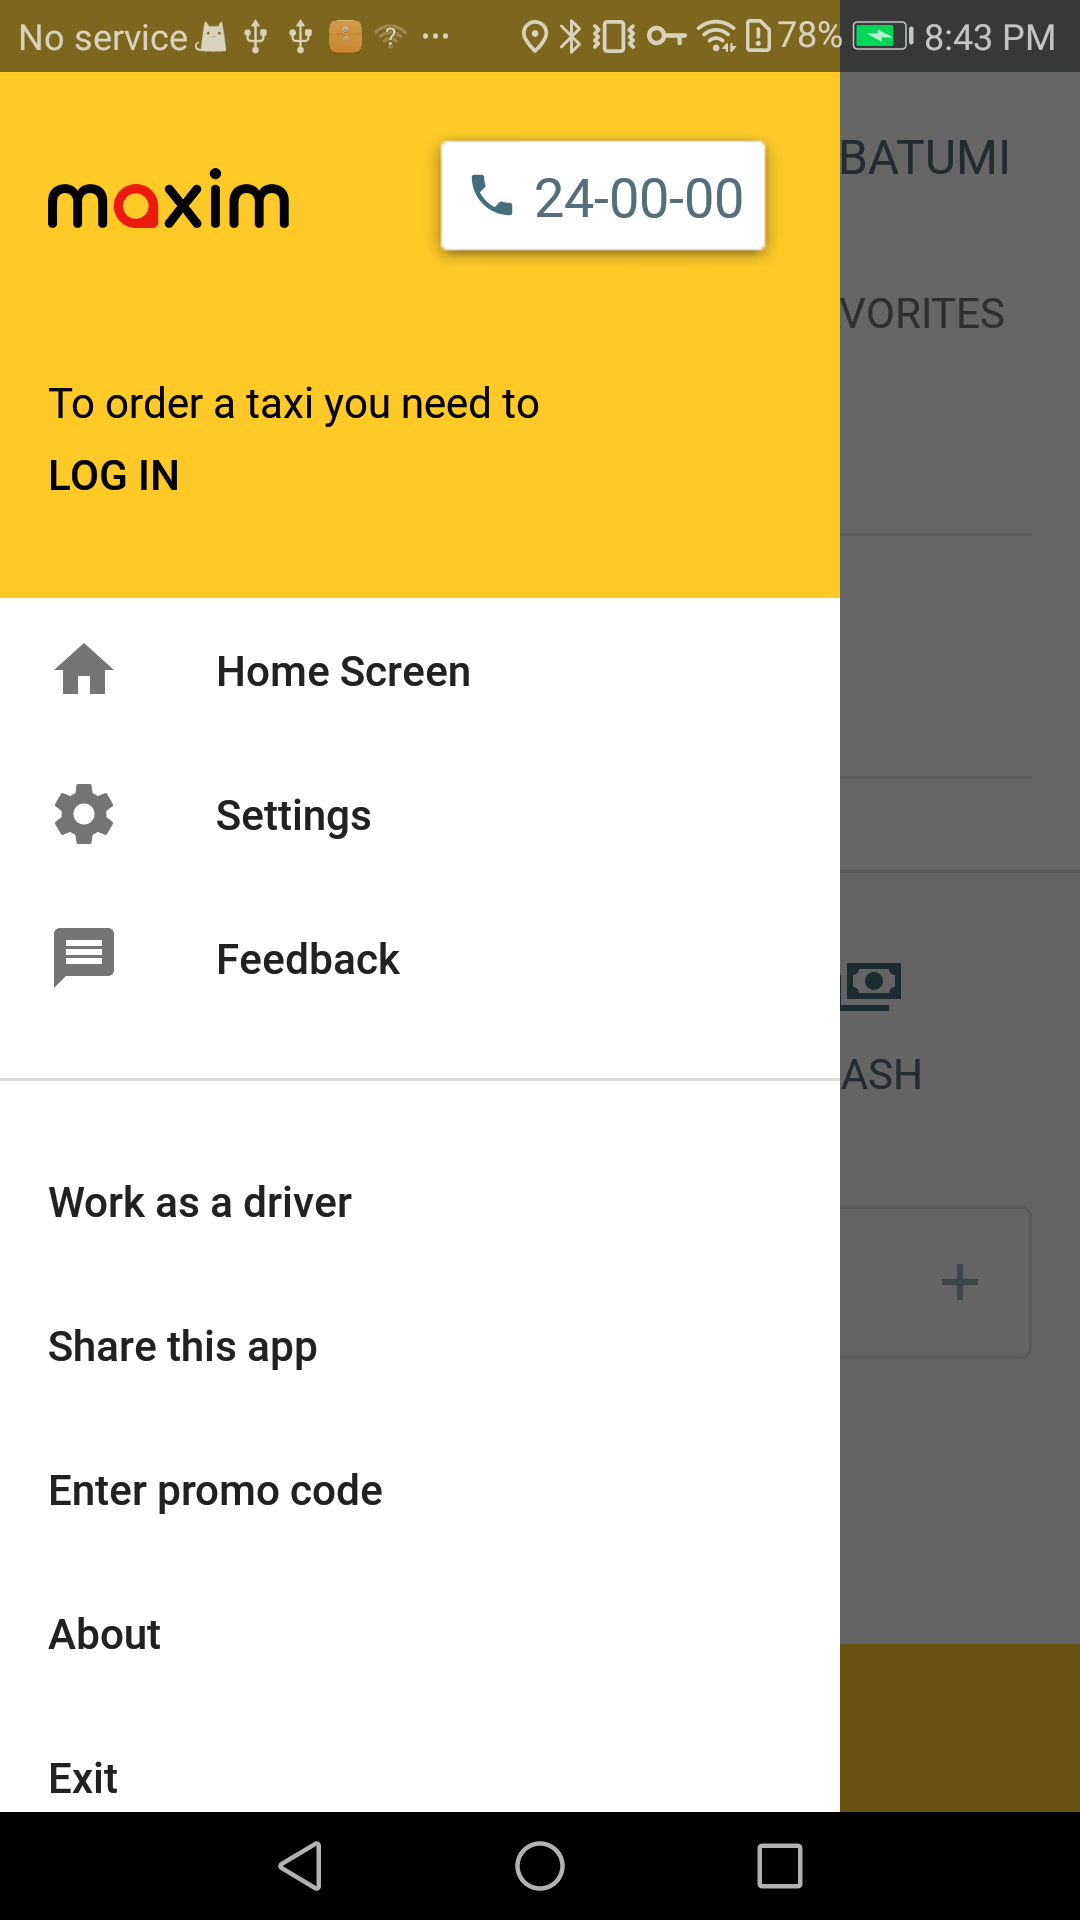 No service 78% 8:43 PM
BATUMI
maxim 24-00-00
VORITES
To order a taxi you need to
LOG IN
Home Screen
Settings
Feedback
ASH
Work as a driver
Share this app
Enter promo code
About
Exit